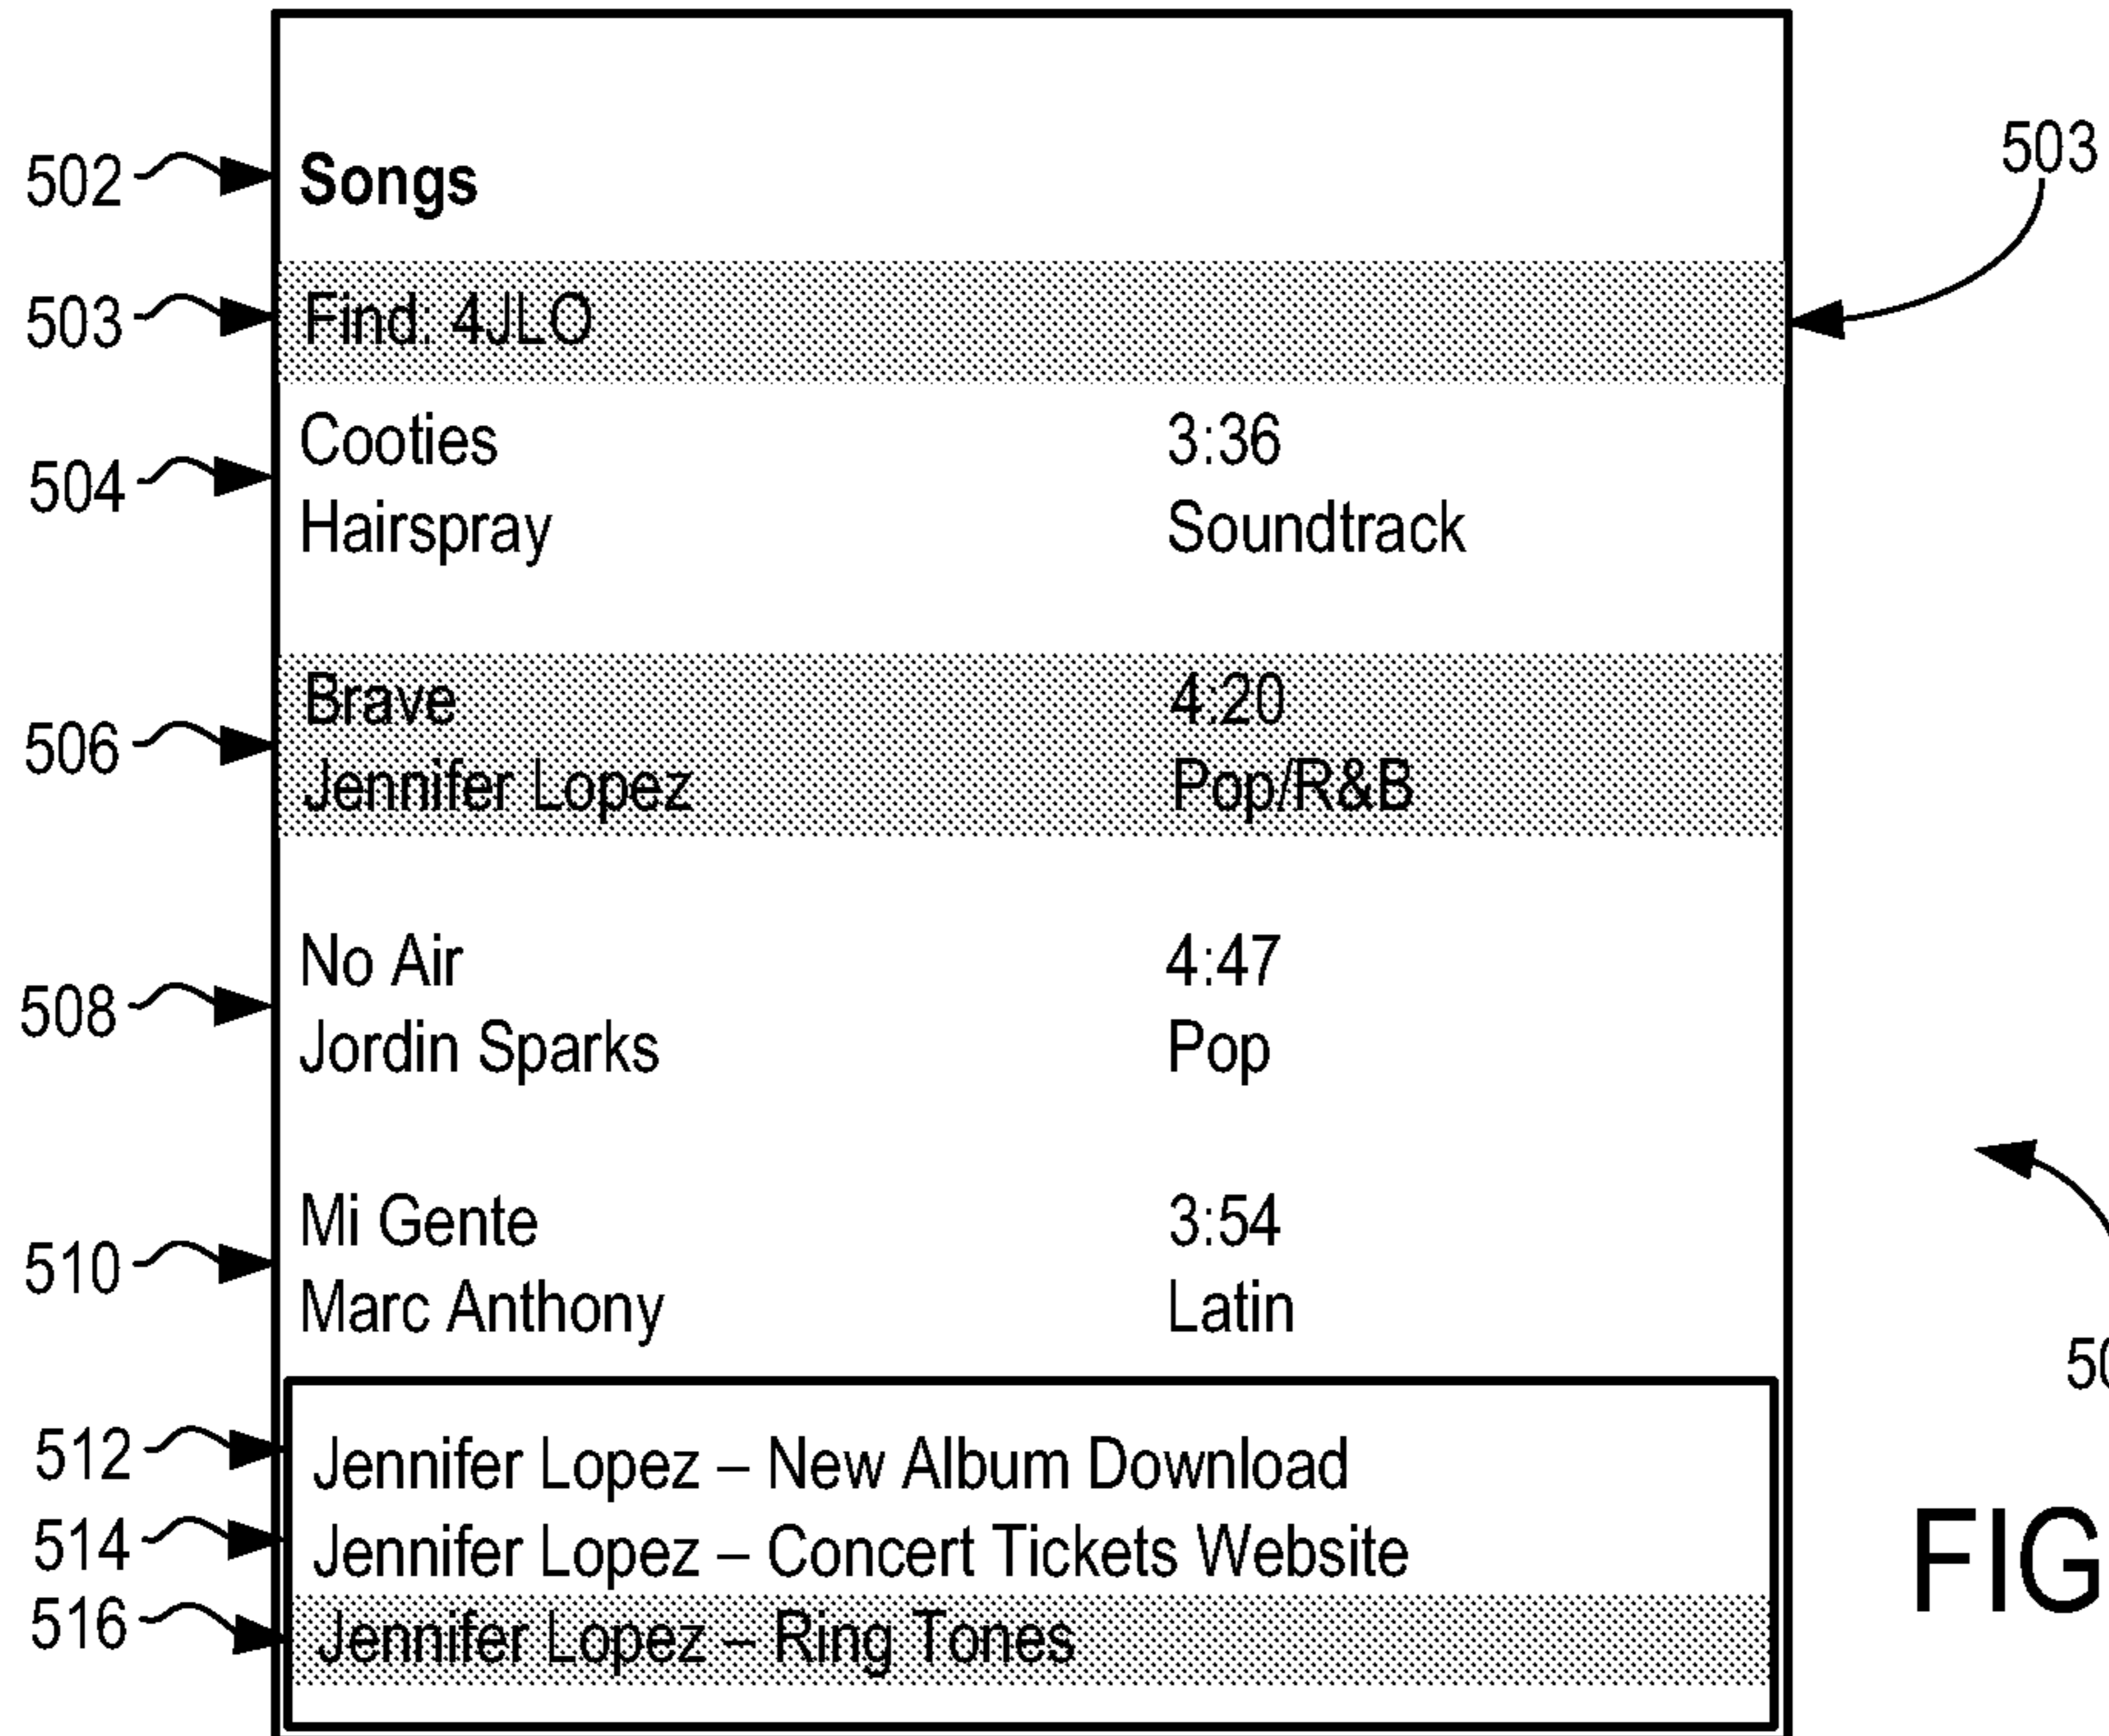 502 Songs
503
503 Find: 4JLO
Cooties 3:36
504
Hairspray Soundtrack
Brave 4:20
506
Jennifer Lopez Pop/R&B
No Air 4:47
508
Jordin Sparks Pop
Mi Gente 3:54
510
Marc Anthony Latin
512 Jennifer Lopez – New Album Download
514 Jennifer Lopez – Concert Tickets Website
516 Jennifer Lopez – Ring Tones
FIG